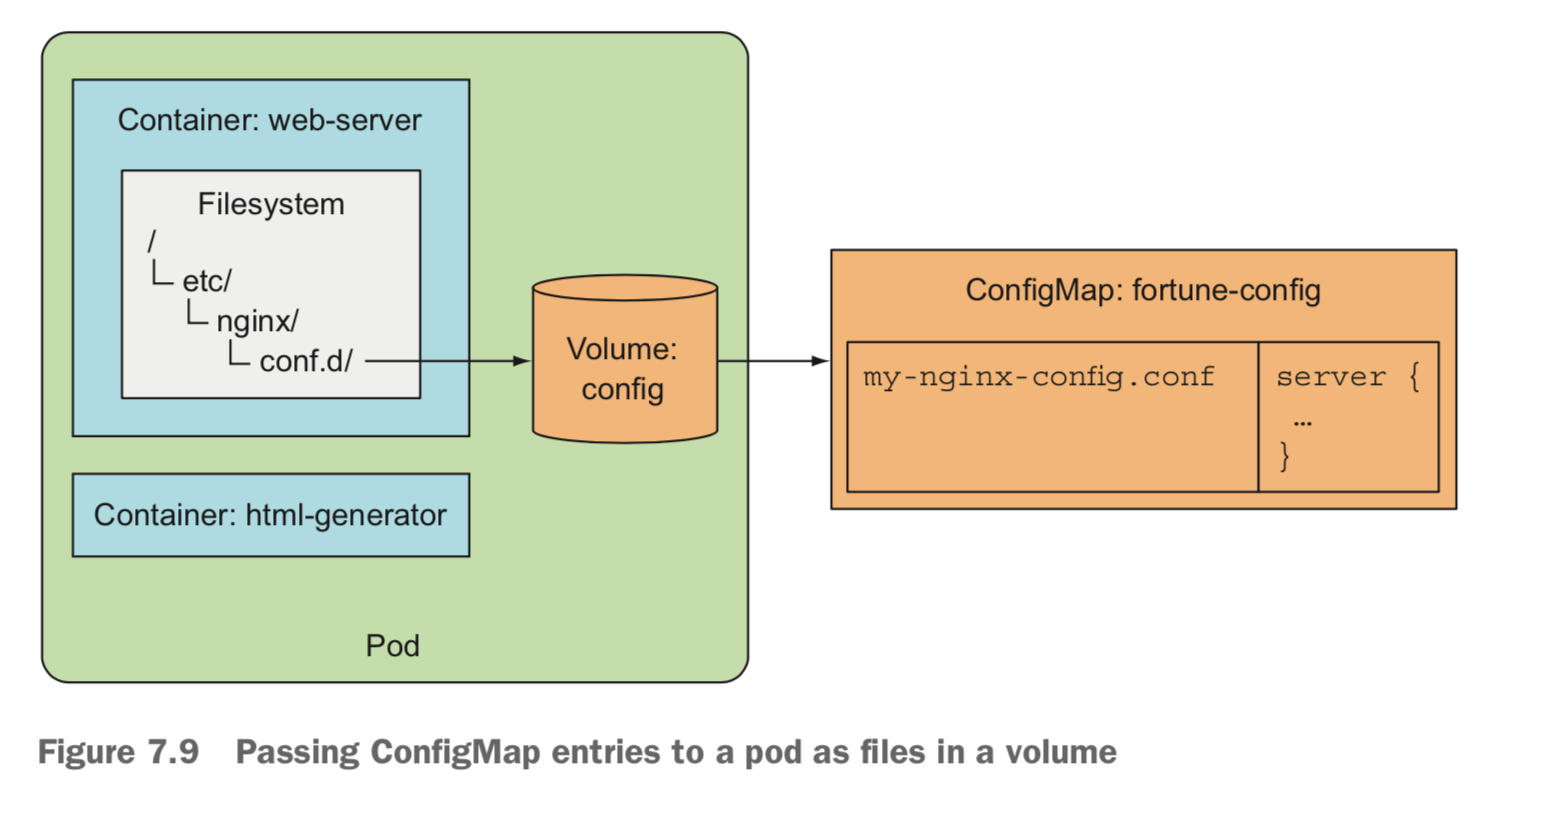 Container: web-server
Filesystem
/
etc/
nginx/
conf.d/
Volume:
config
ConfigMap: fortune-config
my-nginx-config.conf
server {
…
}
Container: html-generator
Pod
Figure 7.9 Passing ConfigMap entries to a pod as files in a volume